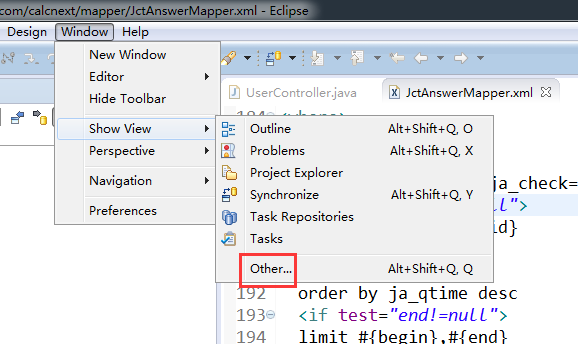 com/calcnext/mapper/JctAnswerMapper.xml - Eclipse
Design Window Help
New Window
Editor
Hide Toolbar
Show View
Perspective
Navigation
Preferences
UserController.java JctAnswerMapper.xml
Outline Alt+Shift+Q, O
Problems Alt+Shift+Q, X
Project Explorer
Synchronize Alt+Shift+Q, Y
Task Repositories
Tasks
Other... Alt+Shift+Q, Q
ja_check=
ll">
id}
192 order by ja_qtime desc
193 <if test="end!=null">
194 limit #{begin},#{end}